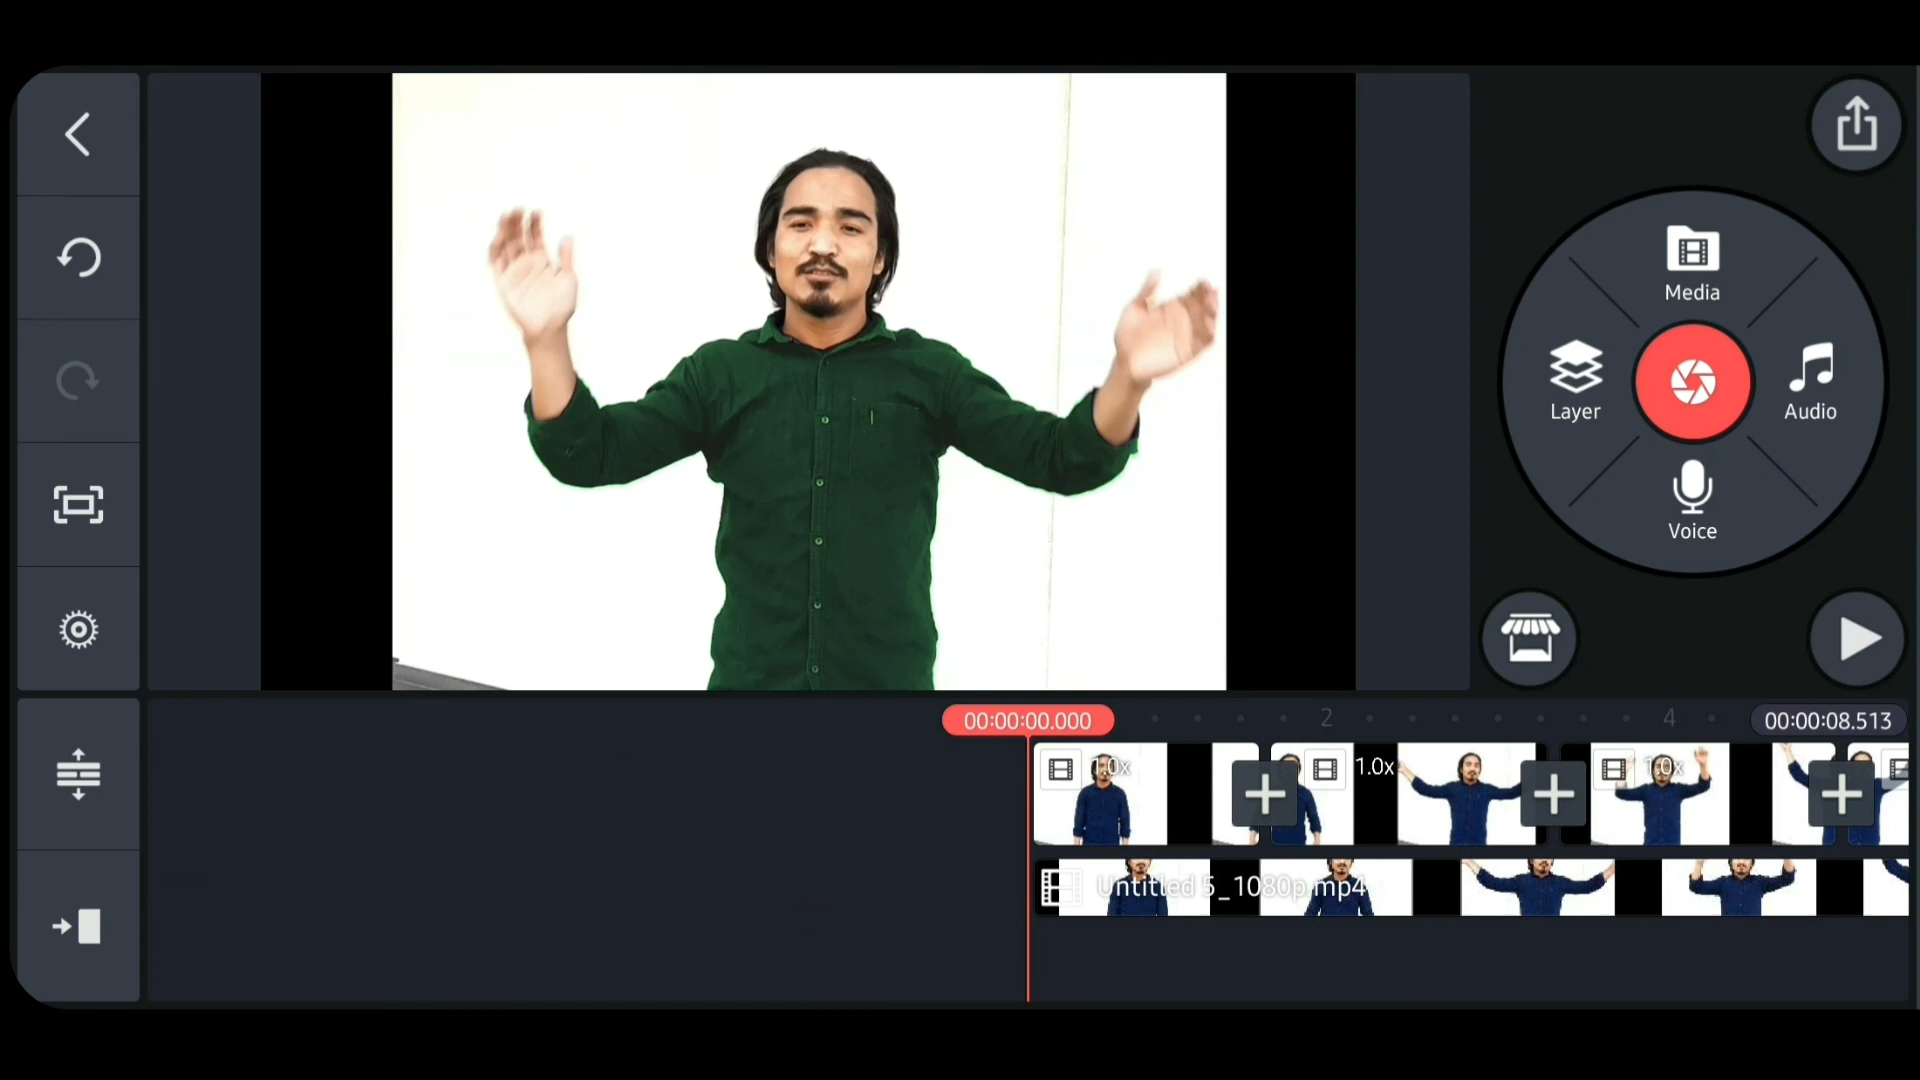 Media
Layer
Audio
Voice
00:00:00.000
2
4
00:00:08.513
1.0x
1.0x
1.0x
Untitled 5_1080p.mp4